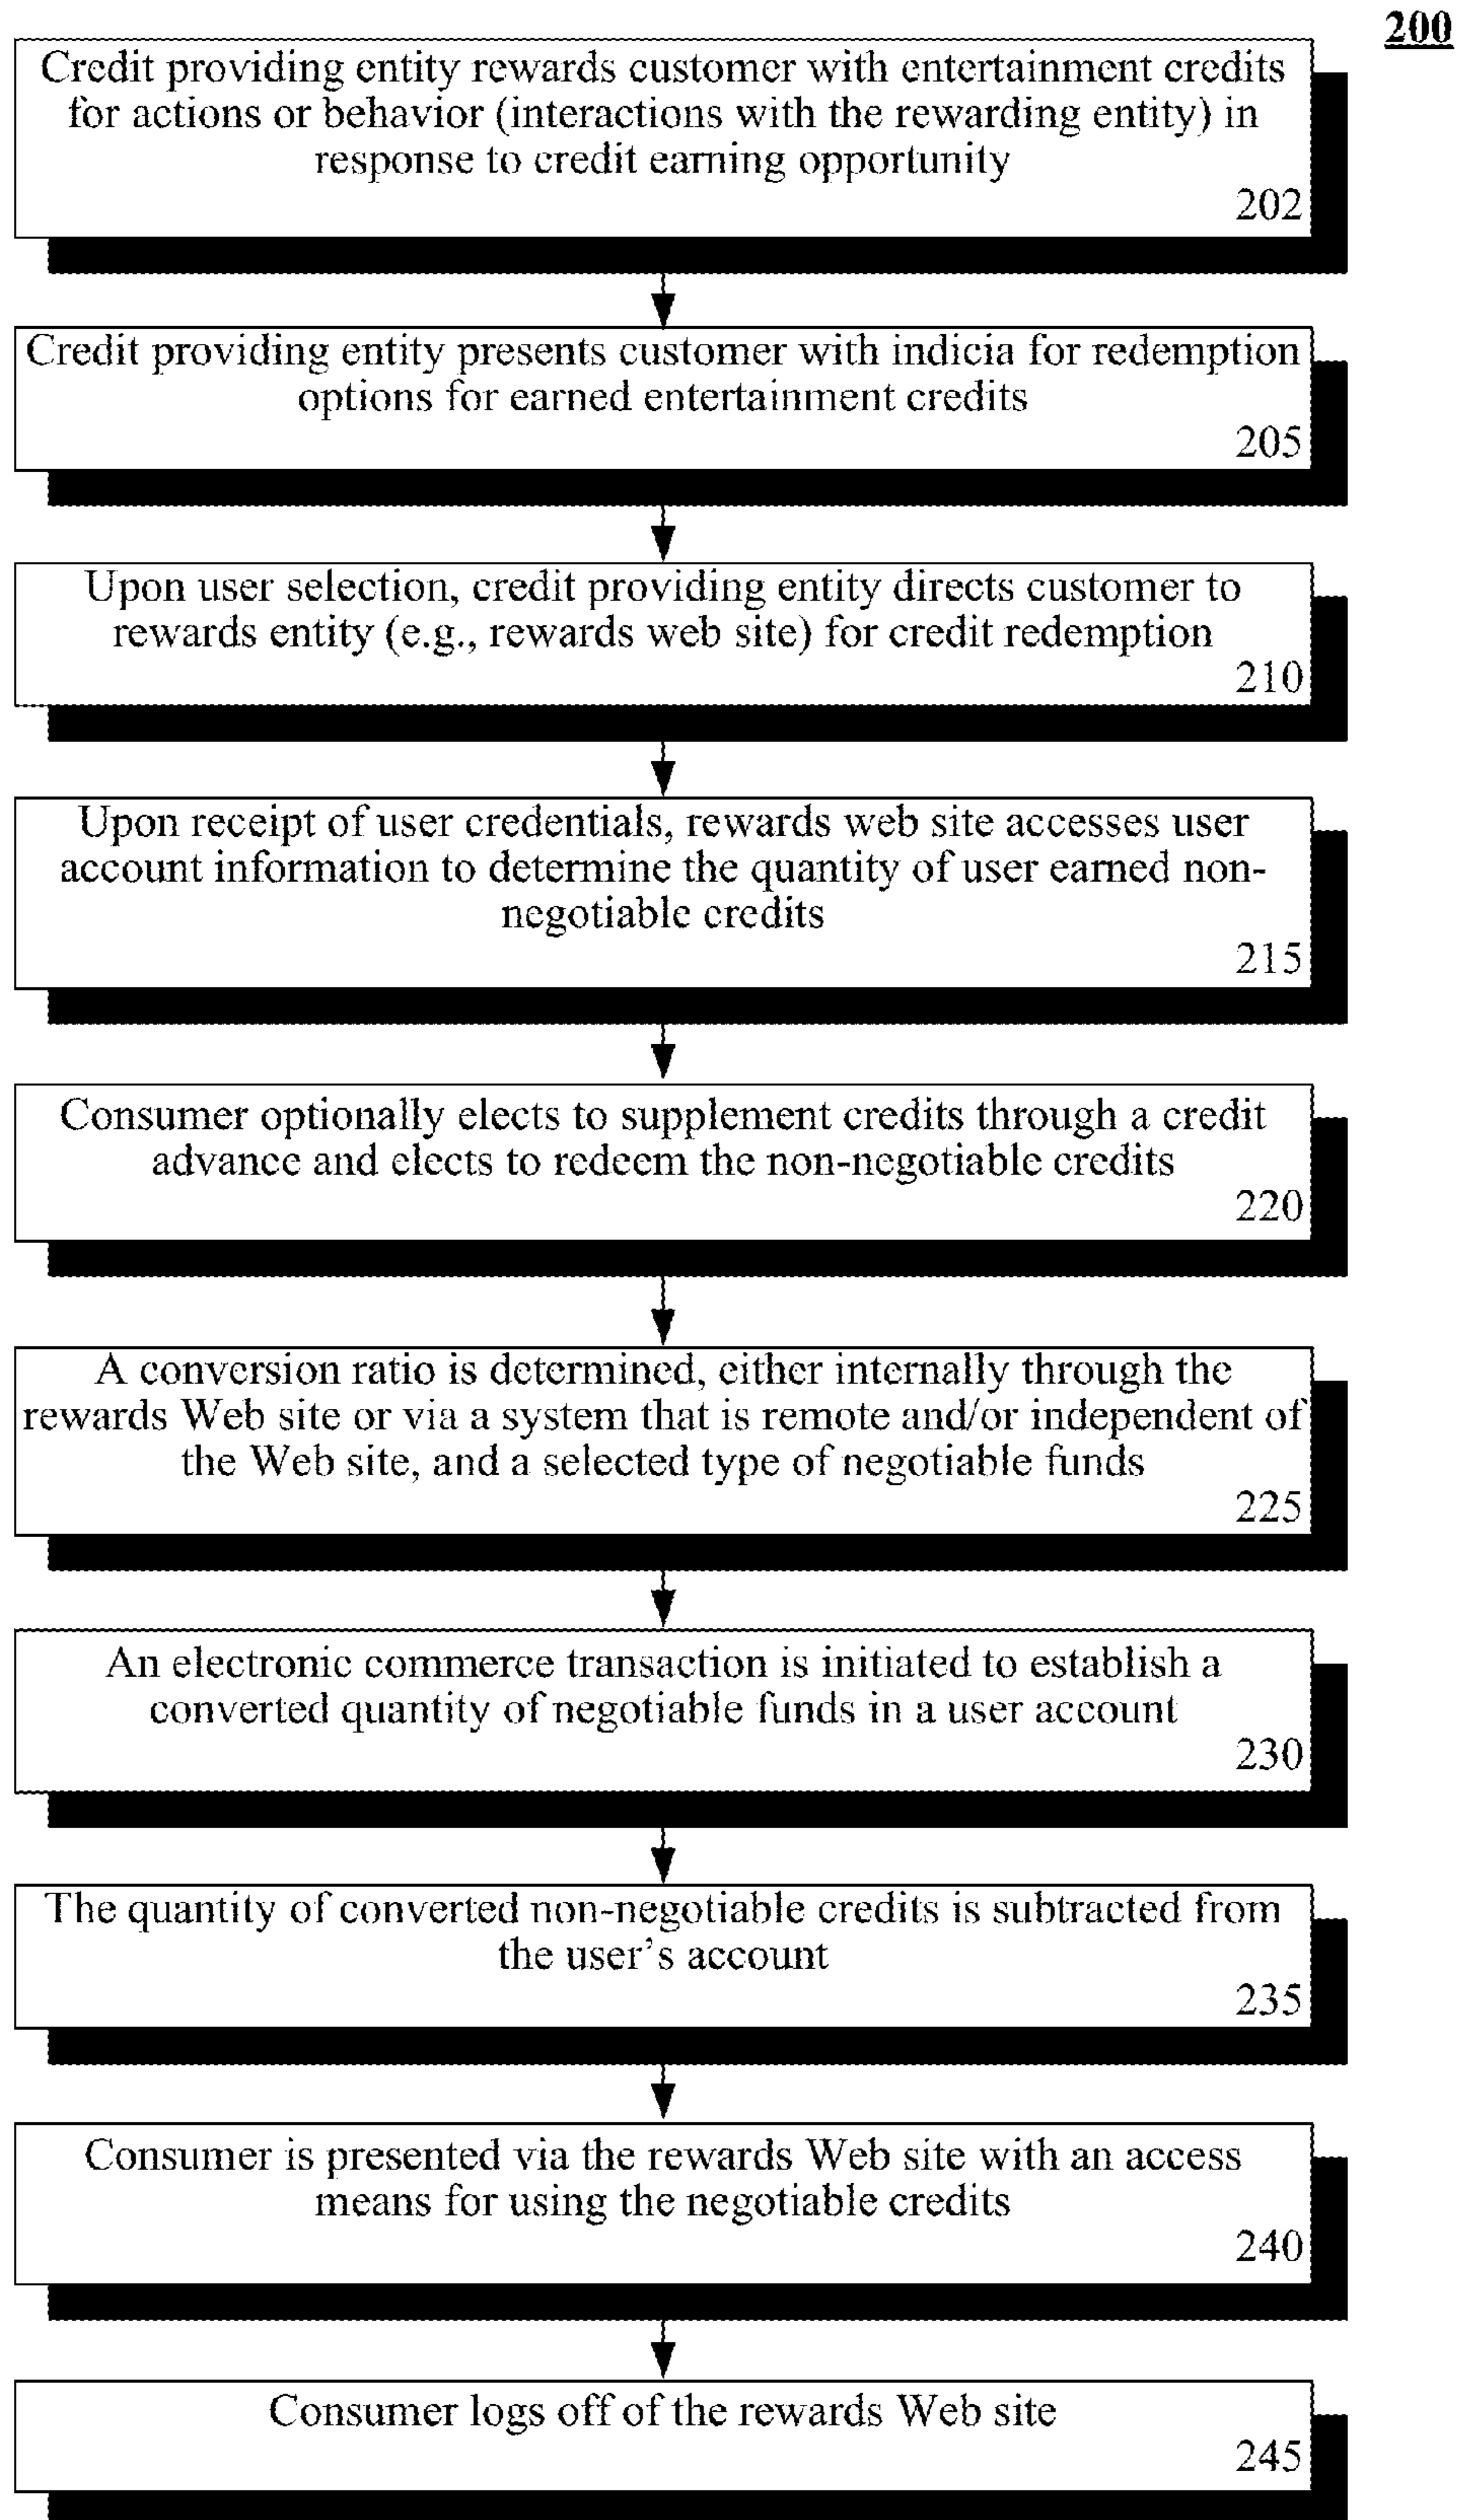 200
Credit providing entity rewards customer with entertainment credits
for actions or behavior (interactions with the rewarding entity) in
response to credit earning opportunity
202
Credit providing entity presents customer with indicia for redemption
options for earned entertainment credits
205
Upon user selection, credit providing entity directs customer to
rewards entity (e.g., rewards web site) for credit redemption
210
Upon receipt of user credentials, rewards web site accesses user
account information to determine the quantity of user earned non-
negotiable credits
215
Consumer optionally elects to supplement credits through a credit
advance and elects to redeem the non-negotiable credits
220
A conversion ratio is determined, either internally through the
rewards Web site or via a system that is remote and/or independent of
the Web site, and a selected type of negotiable funds
225
An electronic commerce transaction is initiated to establish a
converted quantity of negotiable funds in a user account
230
The quantity of converted non-negotiable credits is subtracted from
the user's account
235
Consumer is presented via the rewards Web site with an access
means for using the negotiable credits
240
Consumer logs off of the rewards Web site
245